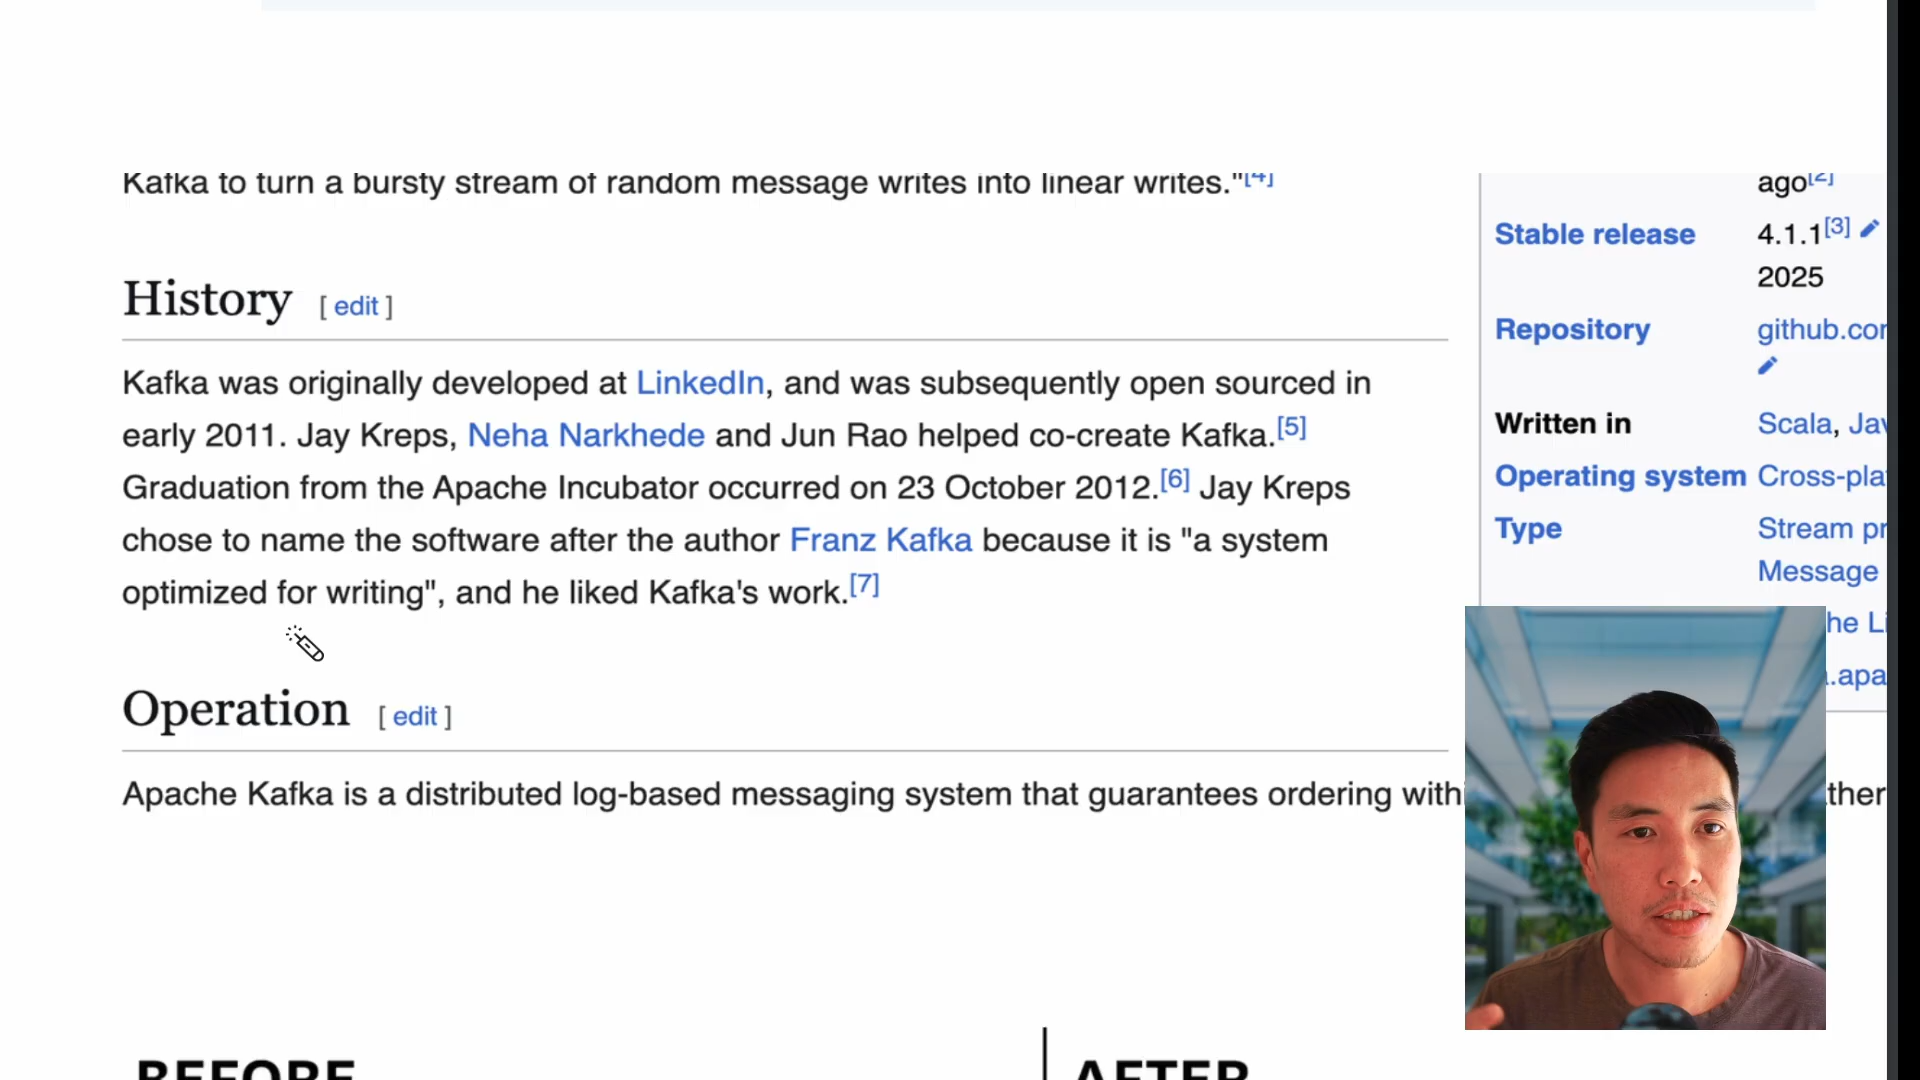 Kafka to turn a bursty stream of random message writes into linear writes."[4]
History [ edit ]
Kafka was originally developed at LinkedIn, and was subsequently open sourced in
early 2011. Jay Kreps, Neha Narkhede and Jun Rao helped co-create Kafka.[5]
Graduation from the Apache Incubator occurred on 23 October 2012.[6] Jay Kreps
chose to name the software after the author Franz Kafka because it is "a system
optimized for writing", and he liked Kafka's work.[7]
Operation [ edit ]
Apache Kafka is a distributed log-based messaging system that guarantees ordering
ago[2]
Stable release 4.1.1[3]
2025
Repository
Written in Scala,
Operating system
Type Stream
Message
BEFORE
AFTER